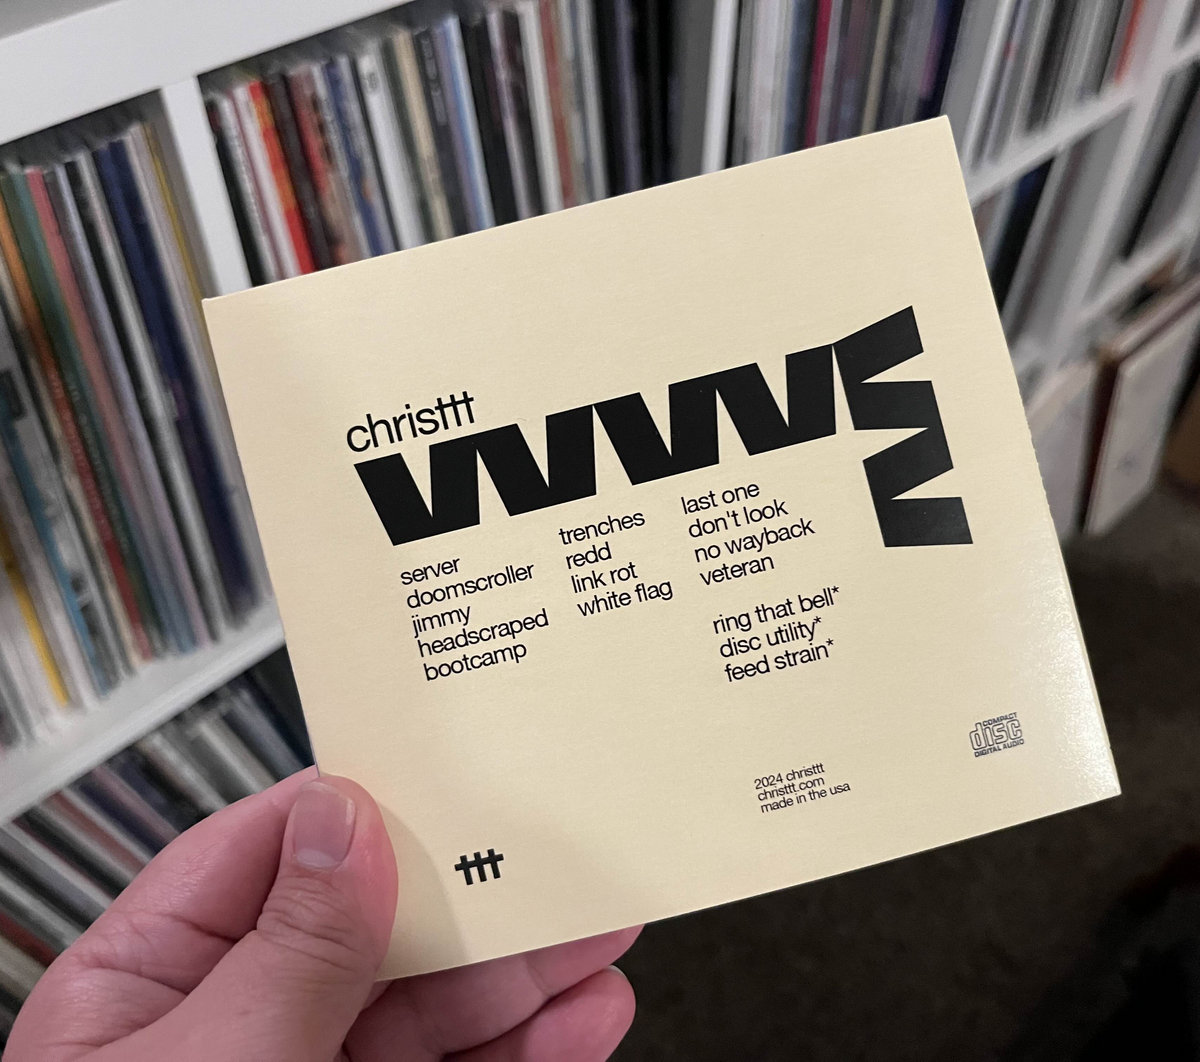 christtt
VVVVM
server
doomscroller
jimmy
headscraped
bootcamp
trenches
redd
link rot
white flag
last one
don't look
no wayback
veteran
ring that bell*
disc utility*
feed strain*
2024 christtt
christtt.com
made in the usa
COMPACT
disc
DIGITAL AUDIO
ttt